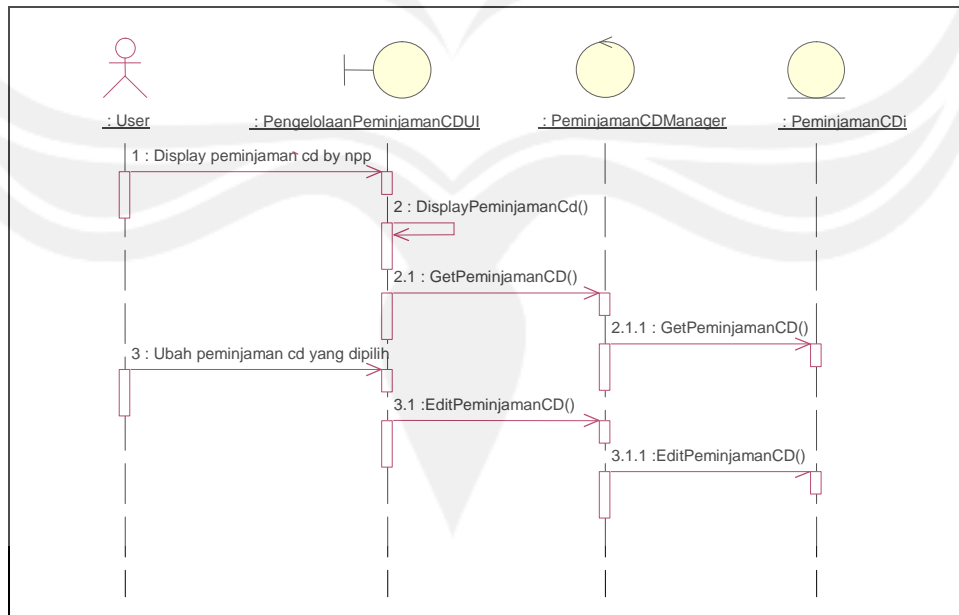 : User
: PengelolaanPeminjamanCDUI
: PeminjamanCDManager
: PeminjamanCDi
1 : Display peminjaman cd by npp
2 : DisplayPeminjamanCd()
2.1 : GetPeminjamanCD()
2.1.1 : GetPeminjamanCD()
3 : Ubah peminjaman cd yang dipilih
3.1 :EditPeminjamanCD()
3.1.1 :EditPeminjamanCD()